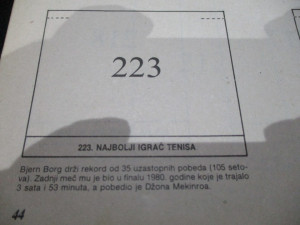 223
223. NAJBOLJI IGRAČ TENISA
Bjern Borg drži rekord od 35 uzastopnih pobeda (105 seto-
va). Zadnji meč mu je bio u finalu 1980. godine koje je trajalo
3 sata i 53 minuta, a pobedio je Džona Mekinroa.
44